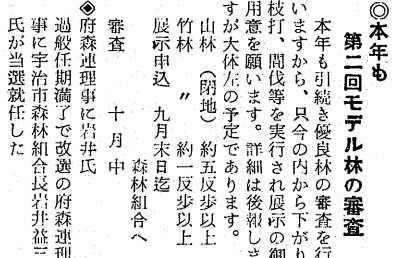 ◎本年も
第二回モデル林の審査
本年も引続き優良林の審査を行
いますから、只今の内から下がり
枝打、間伐等を実行され展示の御
用意を願います。詳細は後報しま
すが大体左の予定であります。
山林（閉地）約五反歩以上
竹林　〃　約一反歩以上
展示申込　九月末日迄
森林組合へ
審査　十月中
◈府森連理事に岩井氏
過般任期満了で改選の府森連理
事に宇治市森林組合長岩井益三
氏が当選就任した